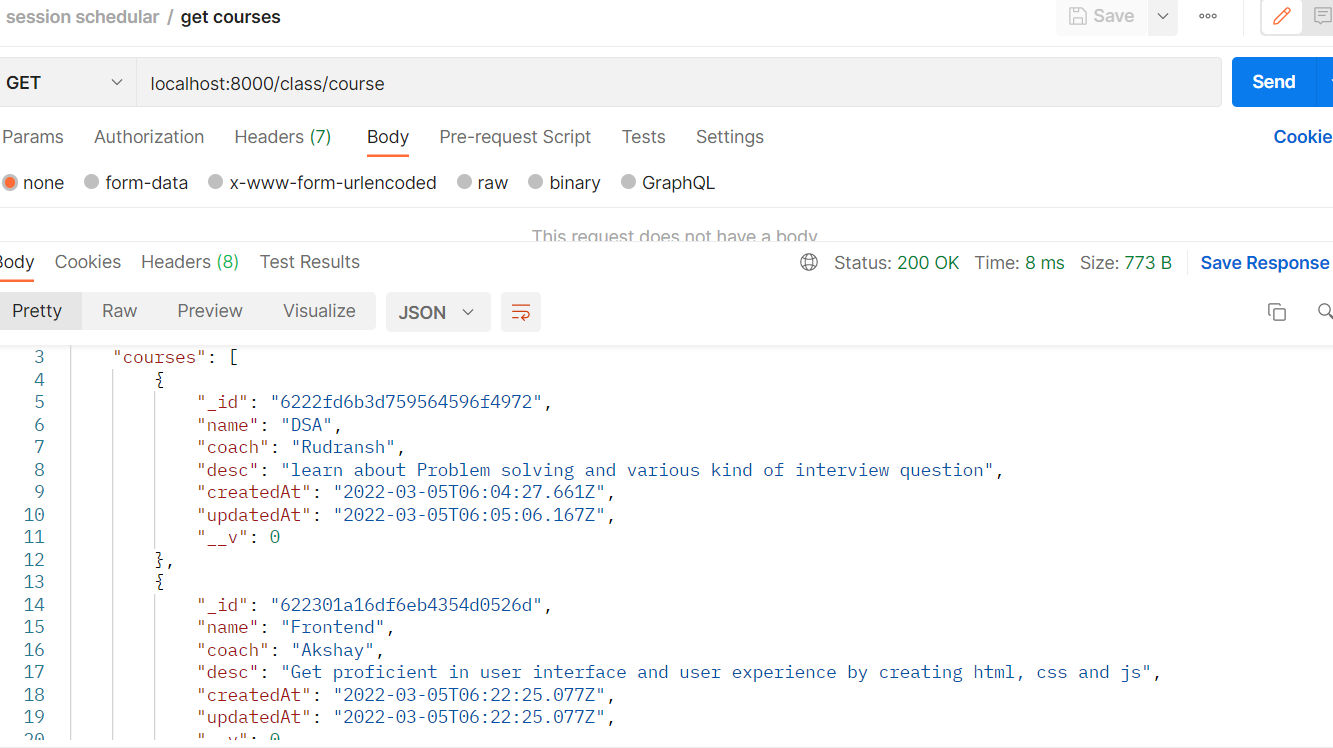 session schedular / get courses
Save
GET
localhost:8000/class/course
Send
Params Authorization Headers (7) Body Pre-request Script Tests Settings Cookie
none form-data x-www-form-urlencoded raw binary GraphQL
This request does not have a body
Body Cookies Headers (8) Test Results Status: 200 OK Time: 8 ms Size: 773 B Save Response
Pretty Raw Preview Visualize JSON
3 "courses": [
4 {
5 "_id": "6222fd6b3d759564596f4972",
6 "name": "DSA",
7 "coach": "Rudransh",
8 "desc": "learn about Problem solving and various kind of interview question",
9 "createdAt": "2022-03-05T06:04:27.661Z",
10 "updatedAt": "2022-03-05T06:05:06.167Z",
11 "__v": 0
12 },
13 {
14 "_id": "622301a16df6eb4354d0526d",
15 "name": "Frontend",
16 "coach": "Akshay",
17 "desc": "Get proficient in user interface and user experience by creating html, css and js",
18 "createdAt": "2022-03-05T06:22:25.077Z",
19 "updatedAt": "2022-03-05T06:22:25.077Z",
20 "__v": 0